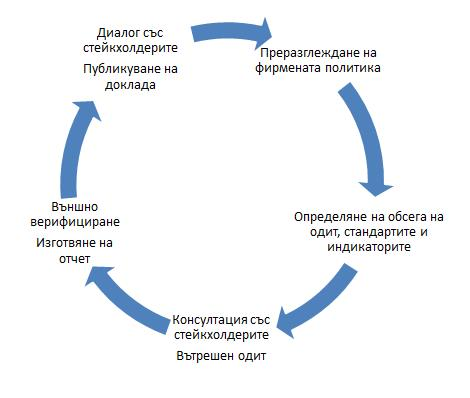 Диалог със
стейкхолдерите
Публикуване на
доклада
Преразглеждане на
фирмената политика
Определяне на обсега на
одит, стандартите и
индикаторите
Консултация със
стейкхолдерите
Вътрешен одит
Външно
верифициране
Изготвяне на
отчет